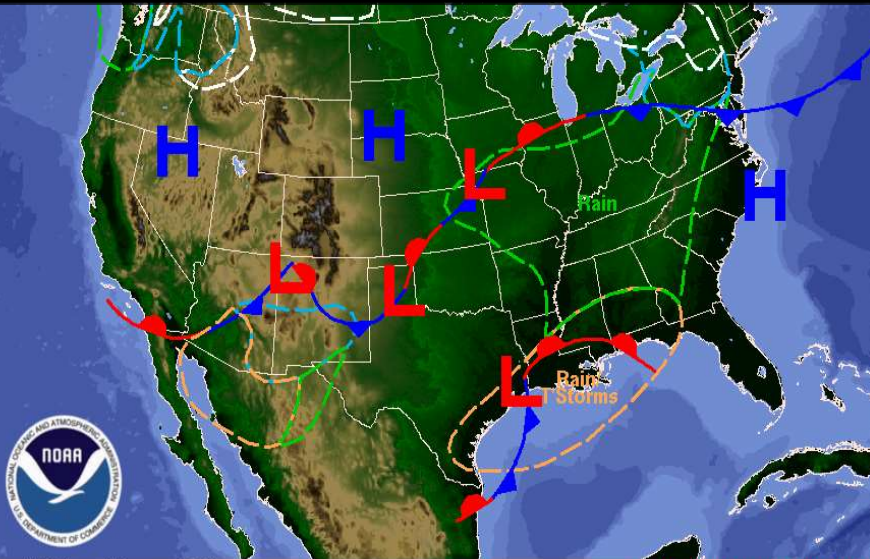 H
H
L
H
Rain
L
L
L
Rain
T Storms
NATIONAL OCEANIC AND ATMOSPHERIC ADMINISTRATION
NOAA
U.S. DEPARTMENT OF COMMERCE